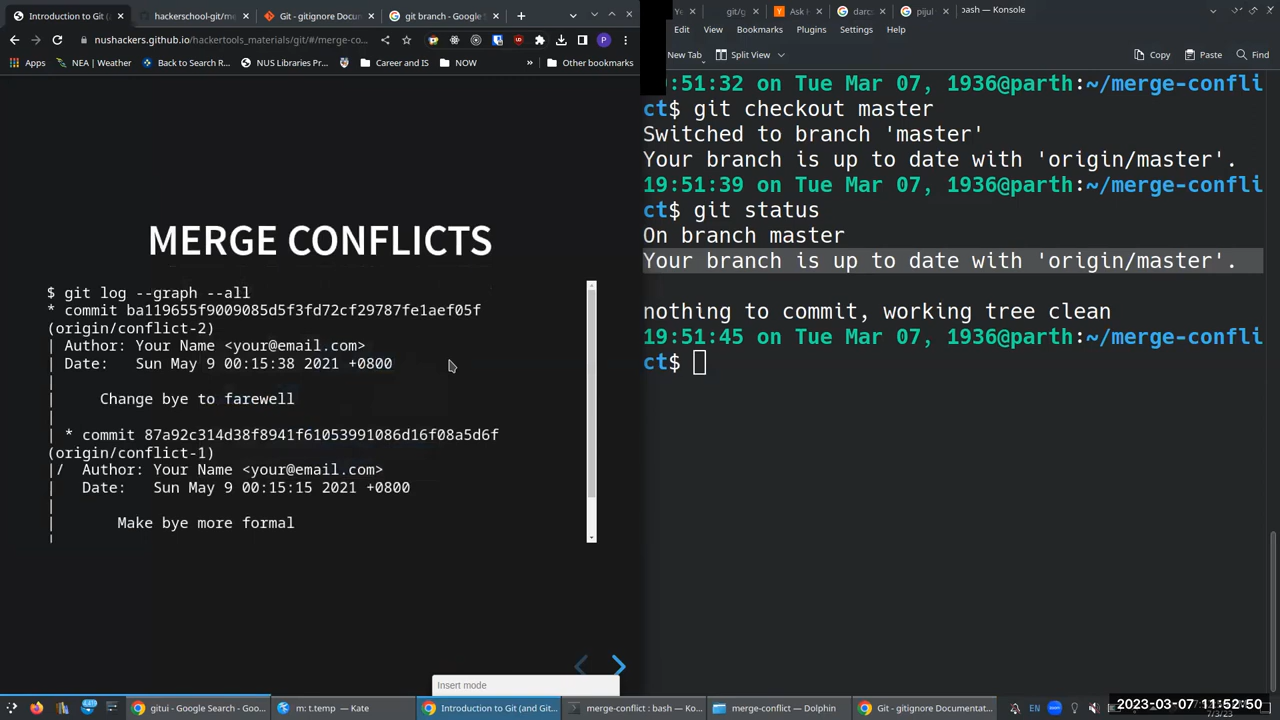 Introduction to Git (a
hackerschool-git/me
Git - gitignore Docum
git branch - Google S
nushackers.github.io/hackertools_materials/git/#/merge-co...
Apps
NEA | Weather
Back to Search R...
NUS Libraries Pr...
Career and IS
NOW
Other bookmarks
MERGE CONFLICTS
$ git log --graph --all
* commit ba119655f9009085d5f3fd72cf29787fe1aef05f
(origin/conflict-2)
| Author: Your Name <your@email.com>
| Date:   Sun May 9 00:15:38 2021 +0800
|
|     Change bye to farewell
|
| * commit 87a92c314d38f8941f61053991086d16f08a5d6f
(origin/conflict-1)
|/  Author: Your Name <your@email.com>
|   Date:   Sun May 9 00:15:15 2021 +0800
|
|       Make bye more formal
|
Insert mode
git/g
Ask H
darcs
pijul
bash — Konsole
Edit
View
Bookmarks
Plugins
Settings
Help
New Tab
Split View
Copy
Paste
Find
:51:32 on Tue Mar 07, 1936@parth:~/merge-confli
ct$ git checkout master
Switched to branch 'master'
Your branch is up to date with 'origin/master'.
19:51:39 on Tue Mar 07, 1936@parth:~/merge-confli
ct$ git status
On branch master
Your branch is up to date with 'origin/master'.
nothing to commit, working tree clean
19:51:45 on Tue Mar 07, 1936@parth:~/merge-confli
ct$
gitui - Google Search - Goo...
m: t.temp — Kate
Introduction to Git (and Git...
merge-conflict : bash — Ko...
merge-conflict — Dolphin
Git - gitignore Documentat...
EN
2023-03-07 11:52:50
7/3/23